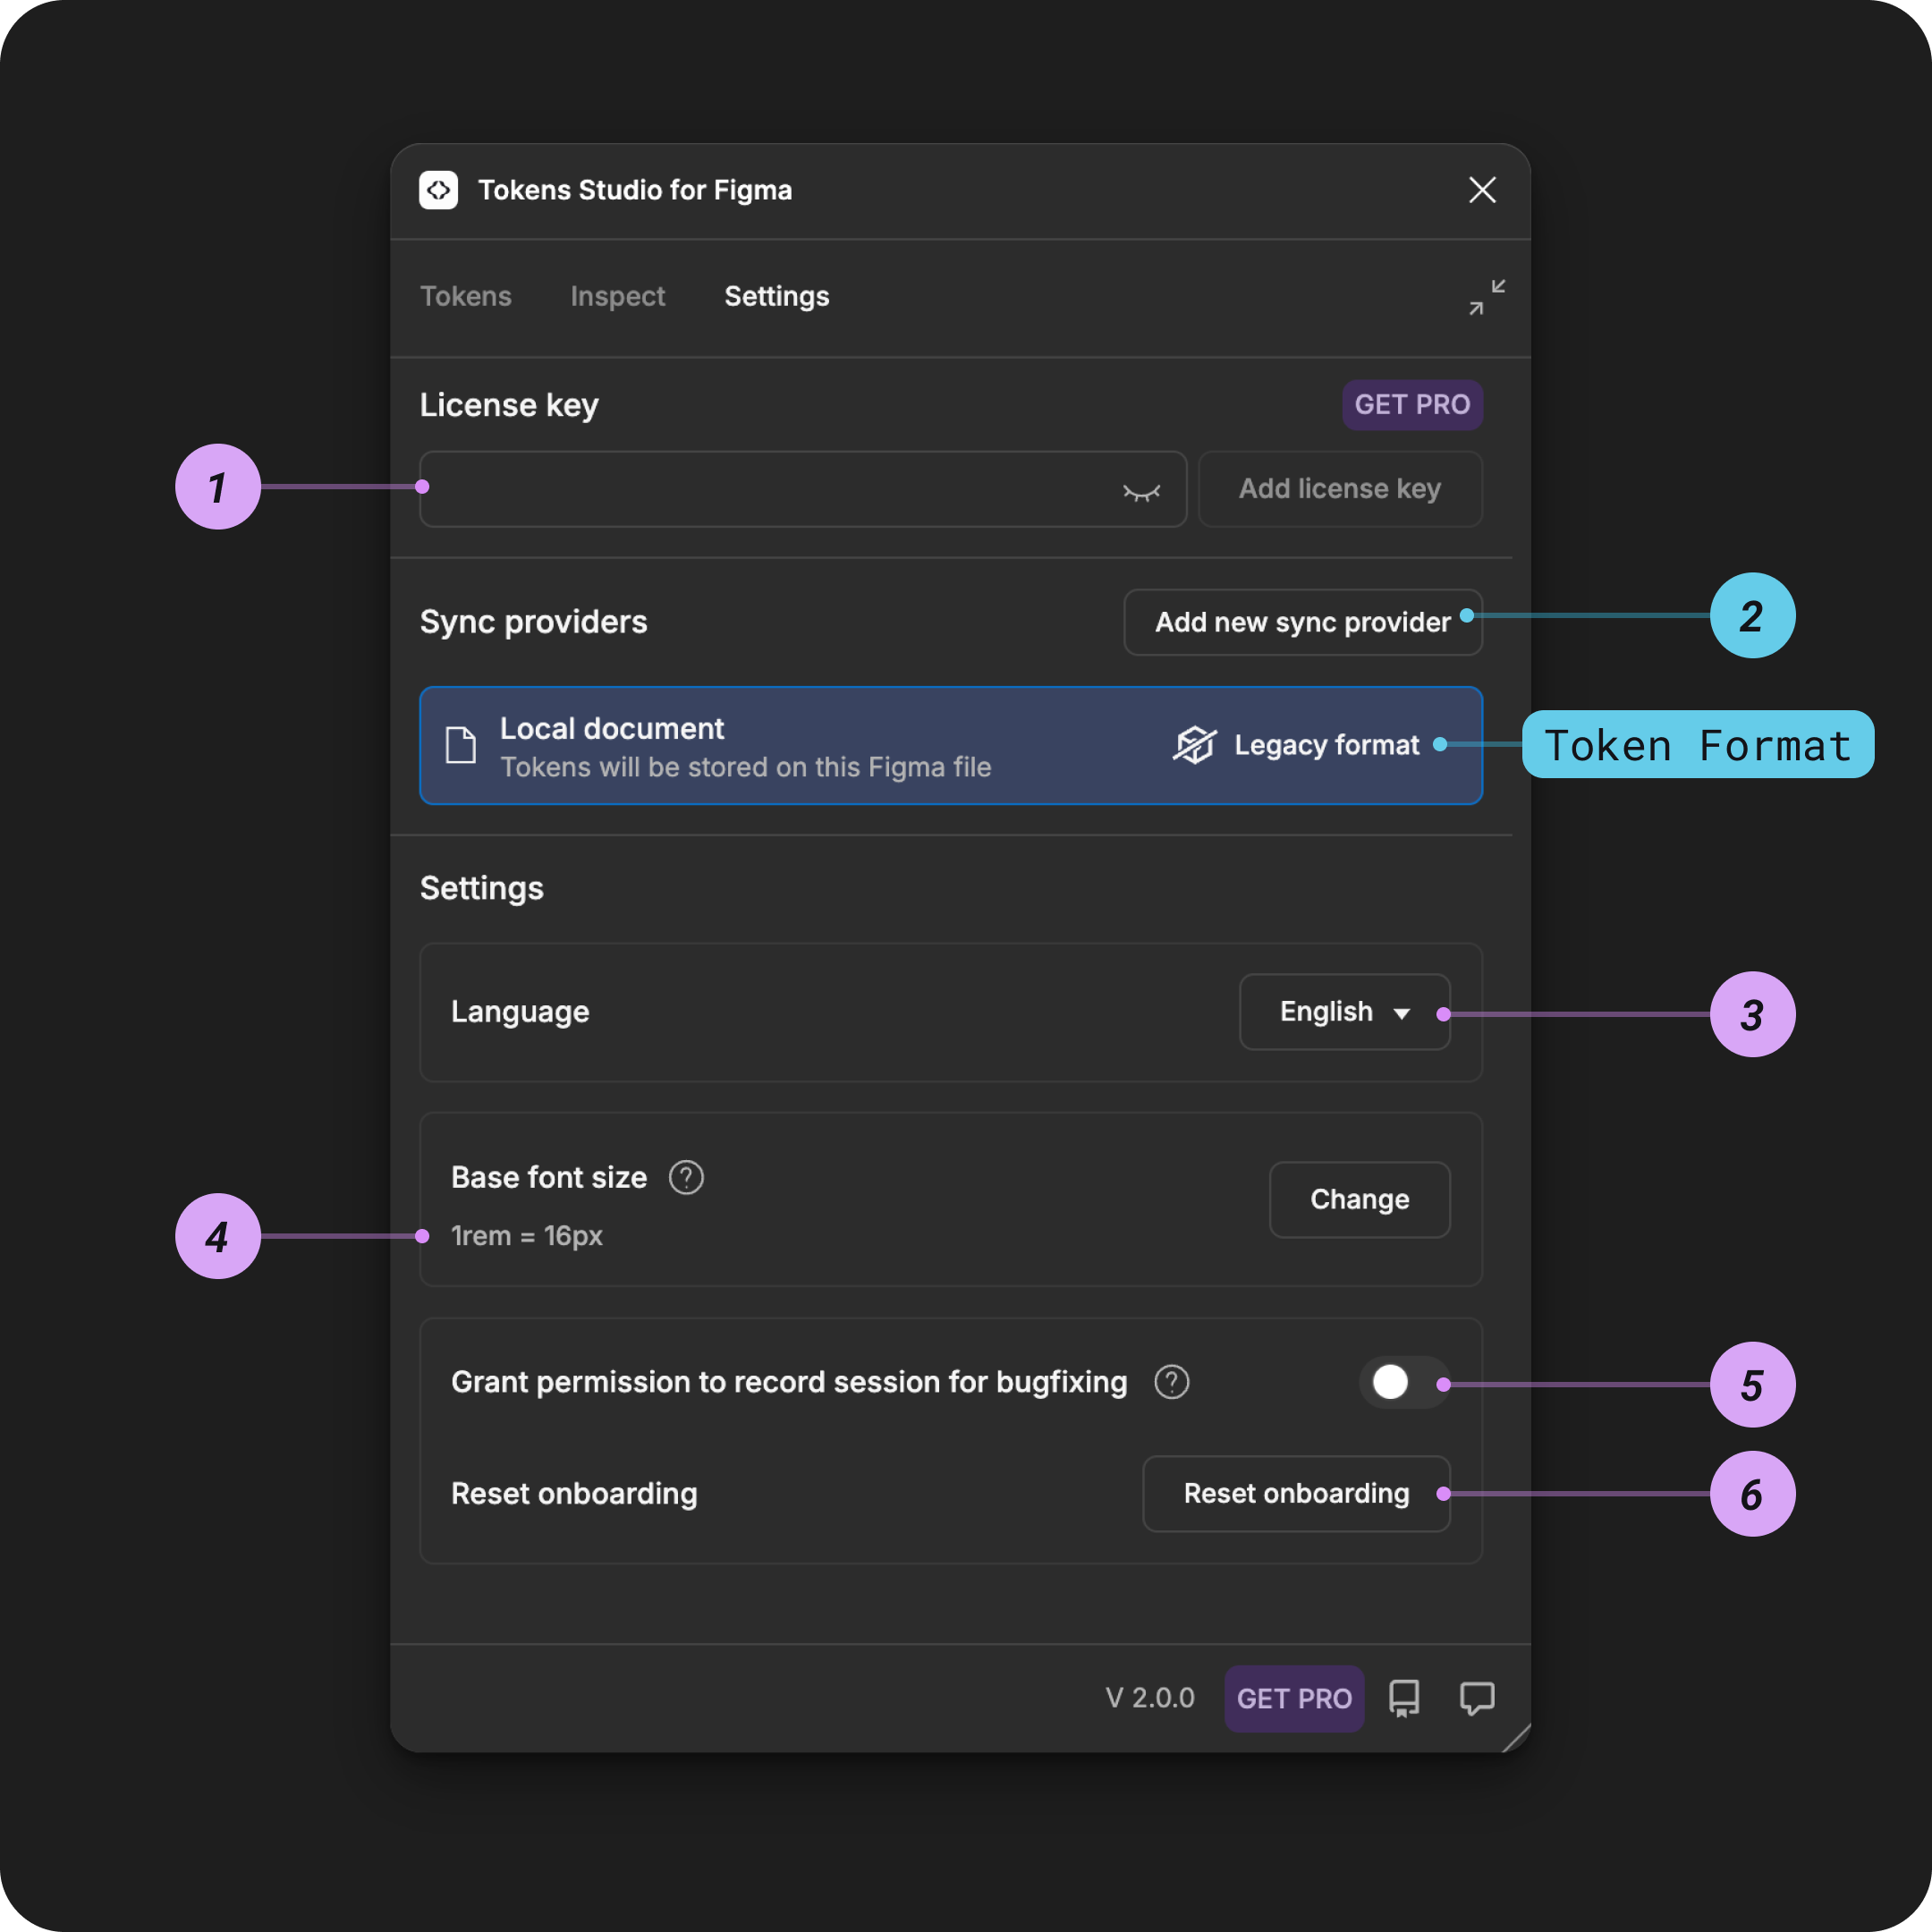 Tokens Studio for Figma
Tokens Inspect Settings
License key GET PRO
1
Add license key
Sync providers Add new sync provider
2
Local document
Tokens will be stored on this Figma file
Legacy format
Token Format
Settings
Language English
3
Base font size ?
1rem = 16px
Change
4
Grant permission to record session for bugfixing ?
5
Reset onboarding Reset onboarding
6
V 2.0.0 GET PRO